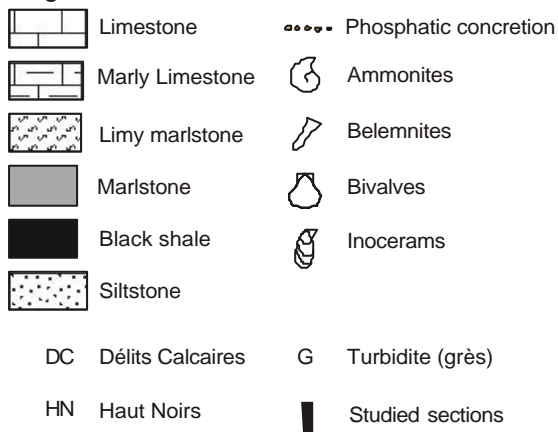 Limestone
Phosphatic concretion
Marly Limestone
Ammonites
Limy marlstone
Belemnites
Marlstone
Bivalves
Black shale
Inocerams
Siltstone
DC Délits Calcaires
G Turbidite (grès)
HN Haut Noirs
Studied sections